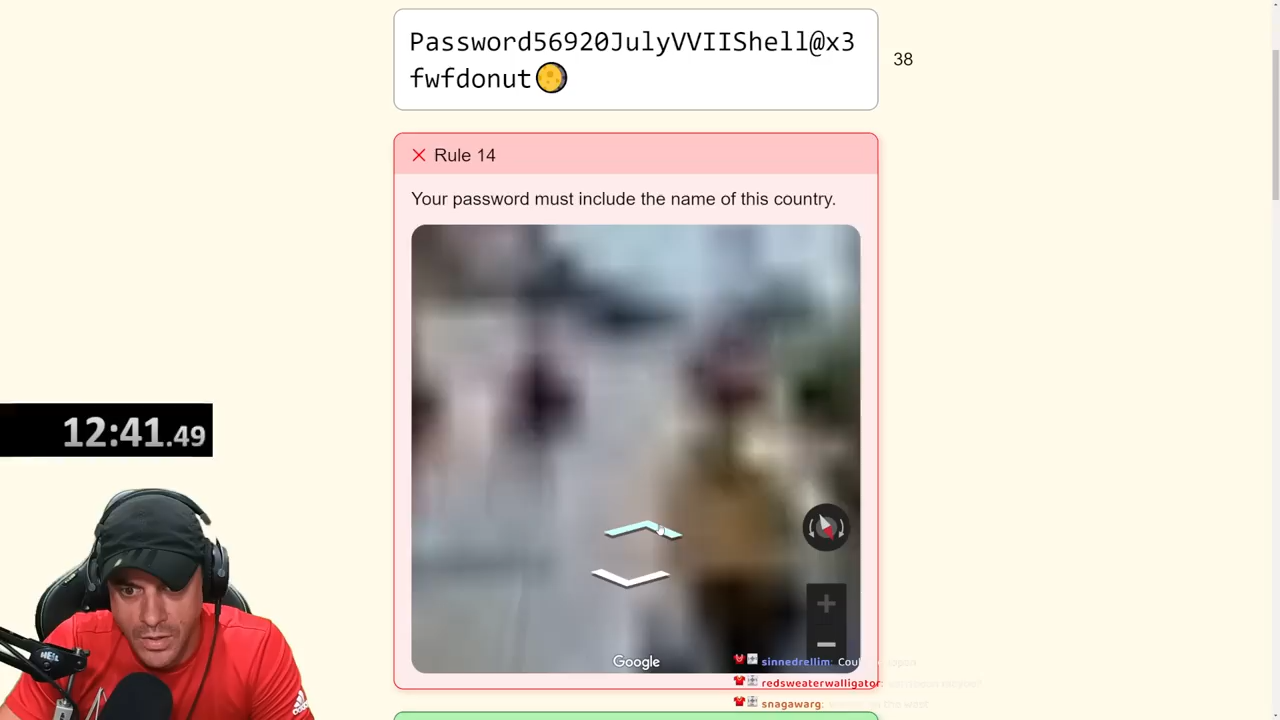 Password56920JulyVVIIShell@x3
fwfdonut🌖
38
Rule 14
Your password must include the name of this country.
12:41.49
Google
sinnedrellim:
redsweaterwalligator:
snagawarg: